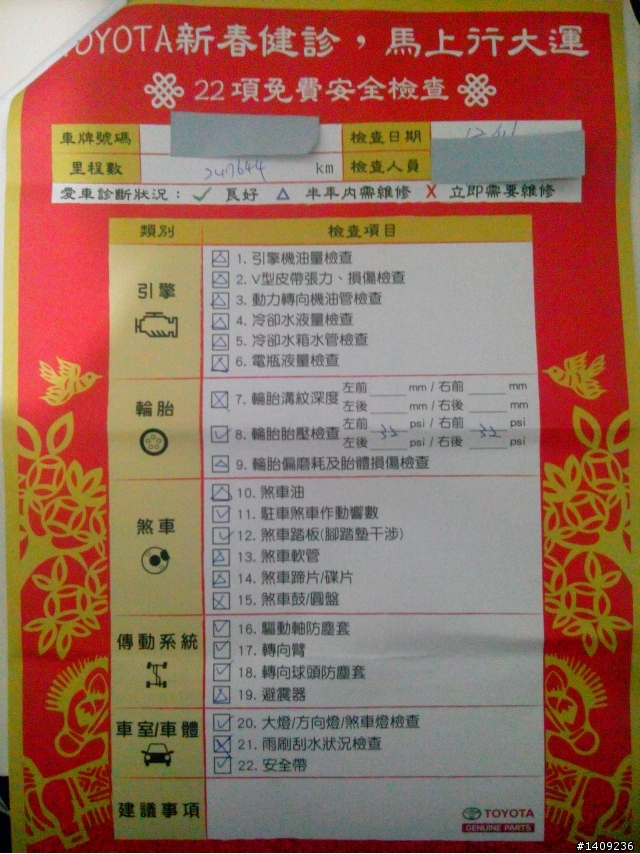 TOYOTA新春健診，馬上行大運
22項免費安全檢查
車牌號碼 檢查日期
里程數 247644 km 檢查人員
愛車診斷狀況： ✓ 良好 △ 半年內需維修 X 立即需要維修
類別 檢查項目
引擎
△ 1. 引擎機油量檢查
△ 2. V型皮帶張力、損傷檢查
△ 3. 動力轉向機油管檢查
△ 4. 冷卻水液量檢查
△ 5. 冷卻水箱水管檢查
6. 電瓶液量檢查
輪胎
X 7. 輪胎溝紋深度 左前 mm / 右前 mm
左後 mm / 右後 mm
✓ 8. 輪胎胎壓檢查 左前 psi / 右前 psi
左後 32 psi / 右後 32 psi
△ 9. 輪胎偏磨耗及胎體損傷檢查
煞車
△ 10. 煞車油
✓ 11. 駐車煞車作動響數
✓ 12. 煞車踏板(腳踏墊干涉)
△ 13. 煞車軟管
△ 14. 煞車蹄片/碟片
X 15. 煞車鼓/圓盤
傳動系統
✓ 16. 驅動軸防塵套
✓ 17. 轉向臂
✓ 18. 轉向球頭防塵套
△ 19. 避震器
車室/車體
✓ 20. 大燈/方向燈/煞車燈檢查
X 21. 雨刷刮水狀況檢查
✓ 22. 安全帶
建議事項
TOYOTA
GENUINE PARTS
#1409236